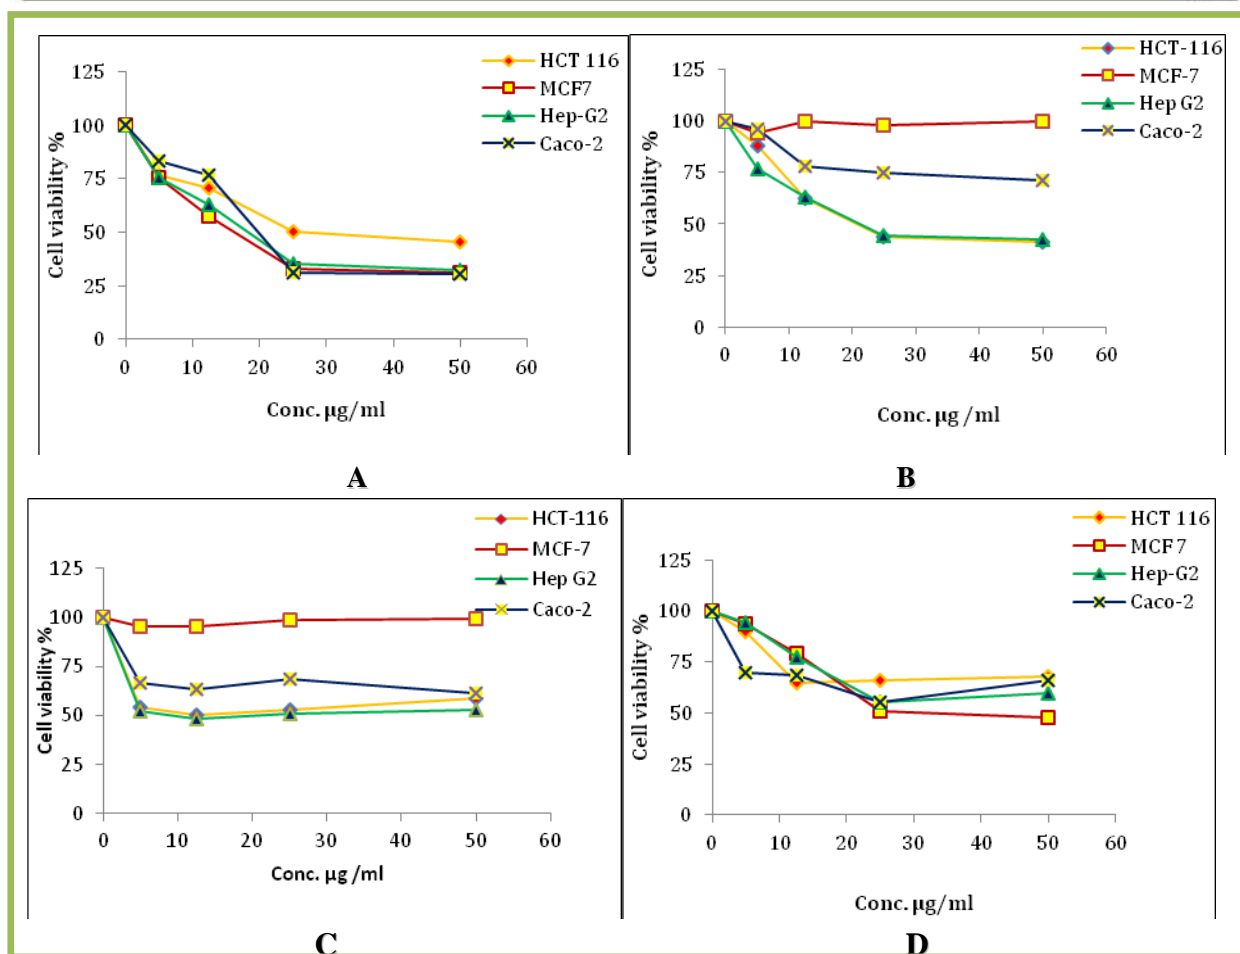 HCT 116
MCF7
Hep-G2
Caco-2
125
100
75
50
25
0
Cell viability %
0 10 20 30 40 50 60
Conc. µg/ml
A
HCT-116
MCF-7
Hep G2
Caco-2
125
100
75
50
25
0
Cell viability %
0 10 20 30 40 50 60
Conc. µg /ml
B
HCT-116
MCF-7
Hep G2
Caco-2
125
100
75
50
25
0
Cell viability %
0 10 20 30 40 50 60
Conc. µg /ml
C
HCT 116
MCF7
Hep-G2
Caco-2
125
100
75
50
25
0
Cell viability %
0 10 20 30 40 50 60
Conc. µg/ml
D